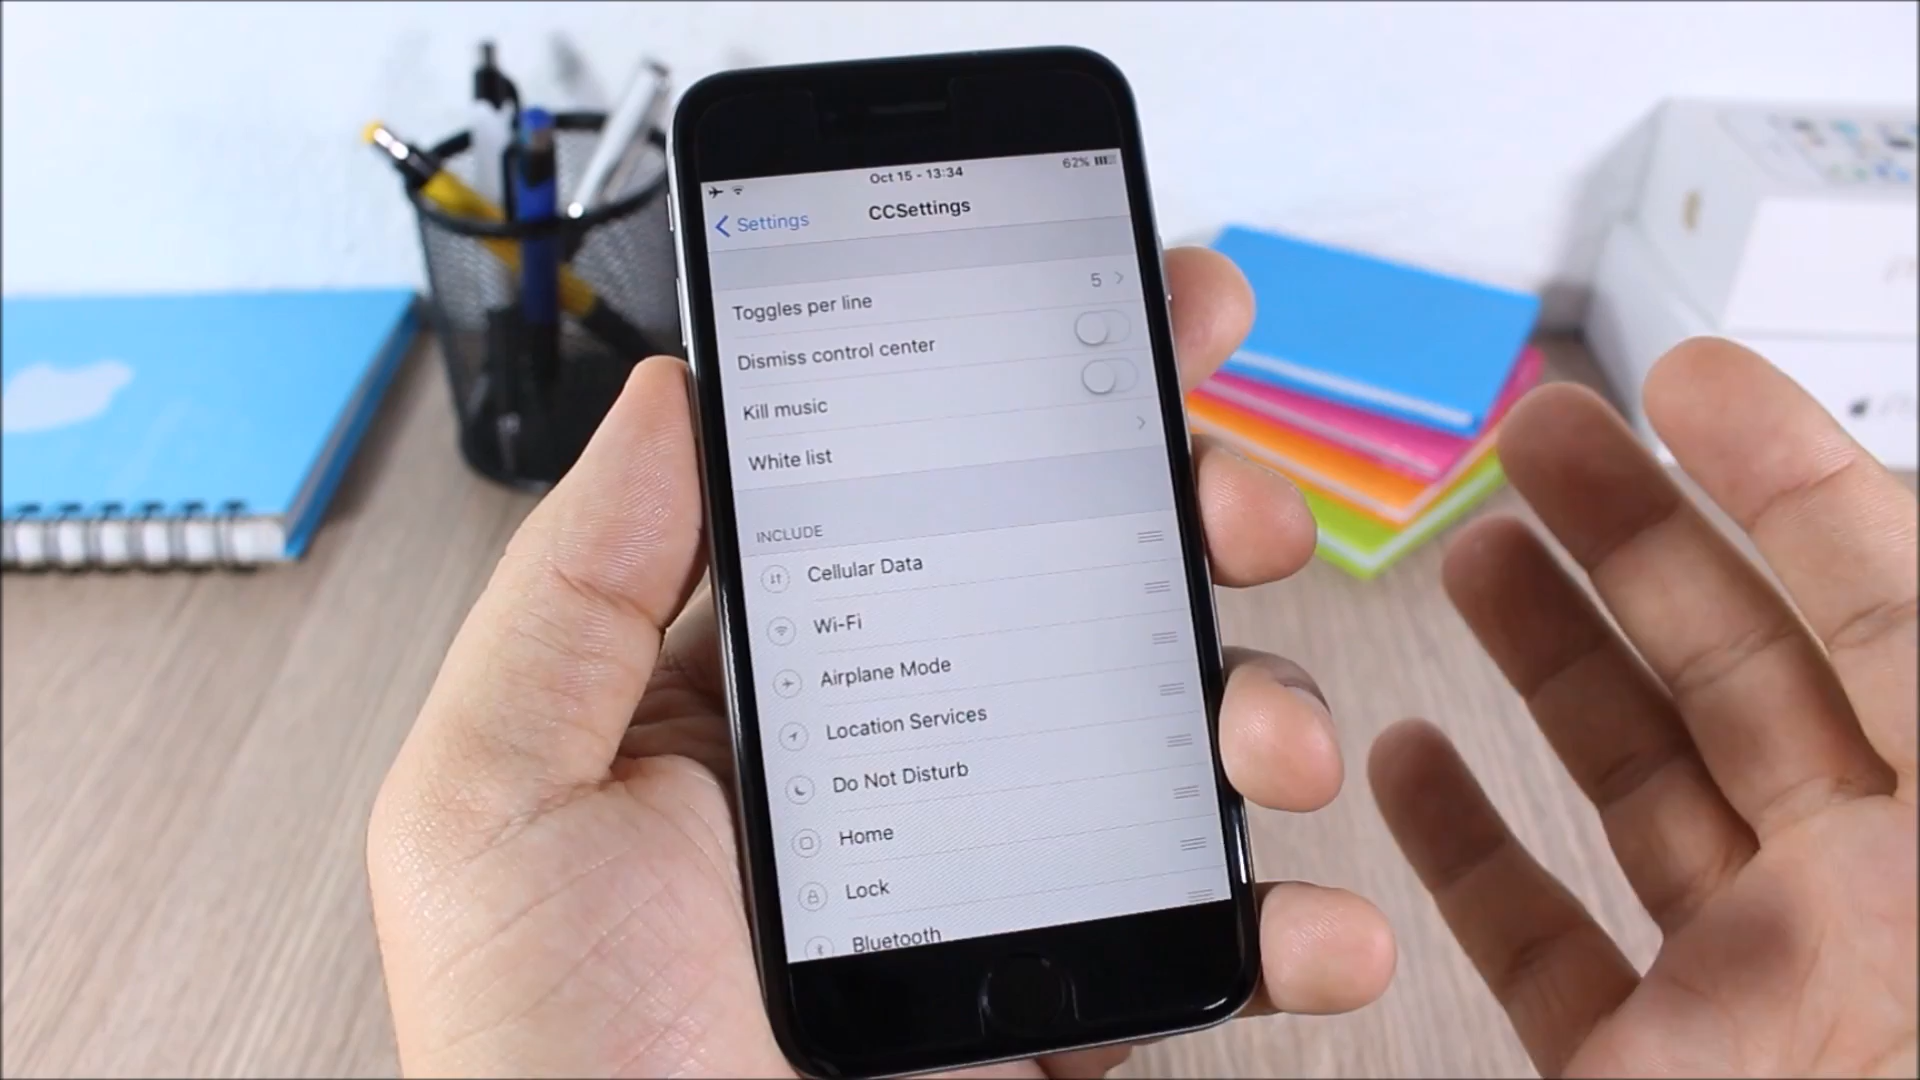 Oct 15 - 13:34
62%
Settings
CCSettings
Toggles per line
5
Dismiss control center
Kill music
White list
INCLUDE
Cellular Data
Wi-Fi
Airplane Mode
Location Services
Do Not Disturb
Home
Lock
Bluetooth